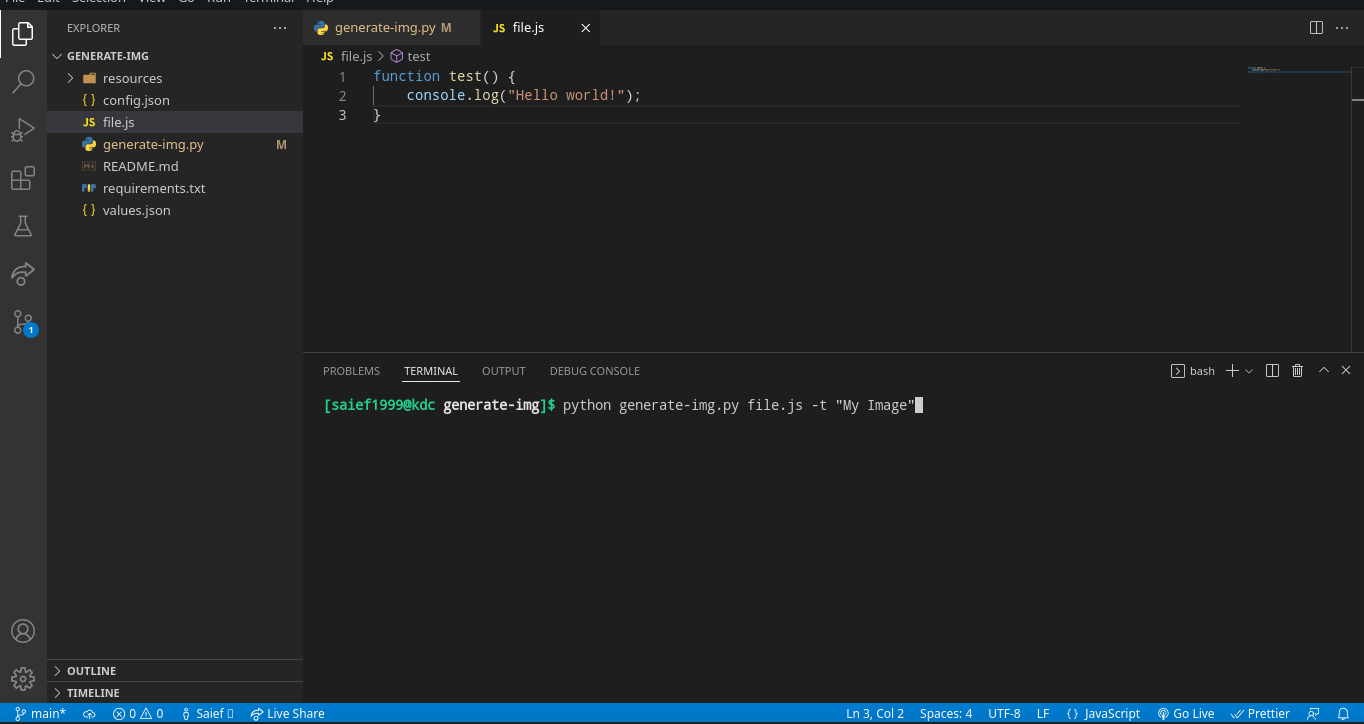 File Edit Selection View Go Run Terminal Help
EXPLORER
GENERATE-IMG
resources
{} config.json
JS file.js
generate-img.py M
README.md
requirements.txt
{} values.json
OUTLINE
TIMELINE
1
generate-img.py M
JS file.js
JS file.js > test
1 function test() {
2     console.log("Hello world!");
3 }
PROBLEMS TERMINAL OUTPUT DEBUG CONSOLE
bash
[saief1999@kdc generate-img]$ python generate-img.py file.js -t "My Image"
main* 0 0 Saief Live Share Ln 3, Col 2 Spaces: 4 UTF-8 LF {} JavaScript Go Live Prettier